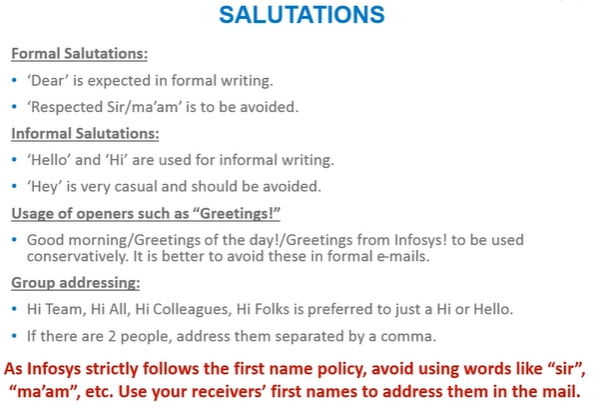 SALUTATIONS
Formal Salutations:
• ‘Dear’ is expected in formal writing.
• ‘Respected Sir/ma’am’ is to be avoided.
Informal Salutations:
• ‘Hello’ and ‘Hi’ are used for informal writing.
• ‘Hey’ is very casual and should be avoided.
Usage of openers such as “Greetings!”
• Good morning/Greetings of the day!/Greetings from Infosys! to be used
conservatively. It is better to avoid these in formal e-mails.
Group addressing:
• Hi Team, Hi All, Hi Colleagues, Hi Folks is preferred to just a Hi or Hello.
• If there are 2 people, address them separated by a comma.
As Infosys strictly follows the first name policy, avoid using words like “sir”,
“ma’am”, etc. Use your receivers’ first names to address them in the mail.